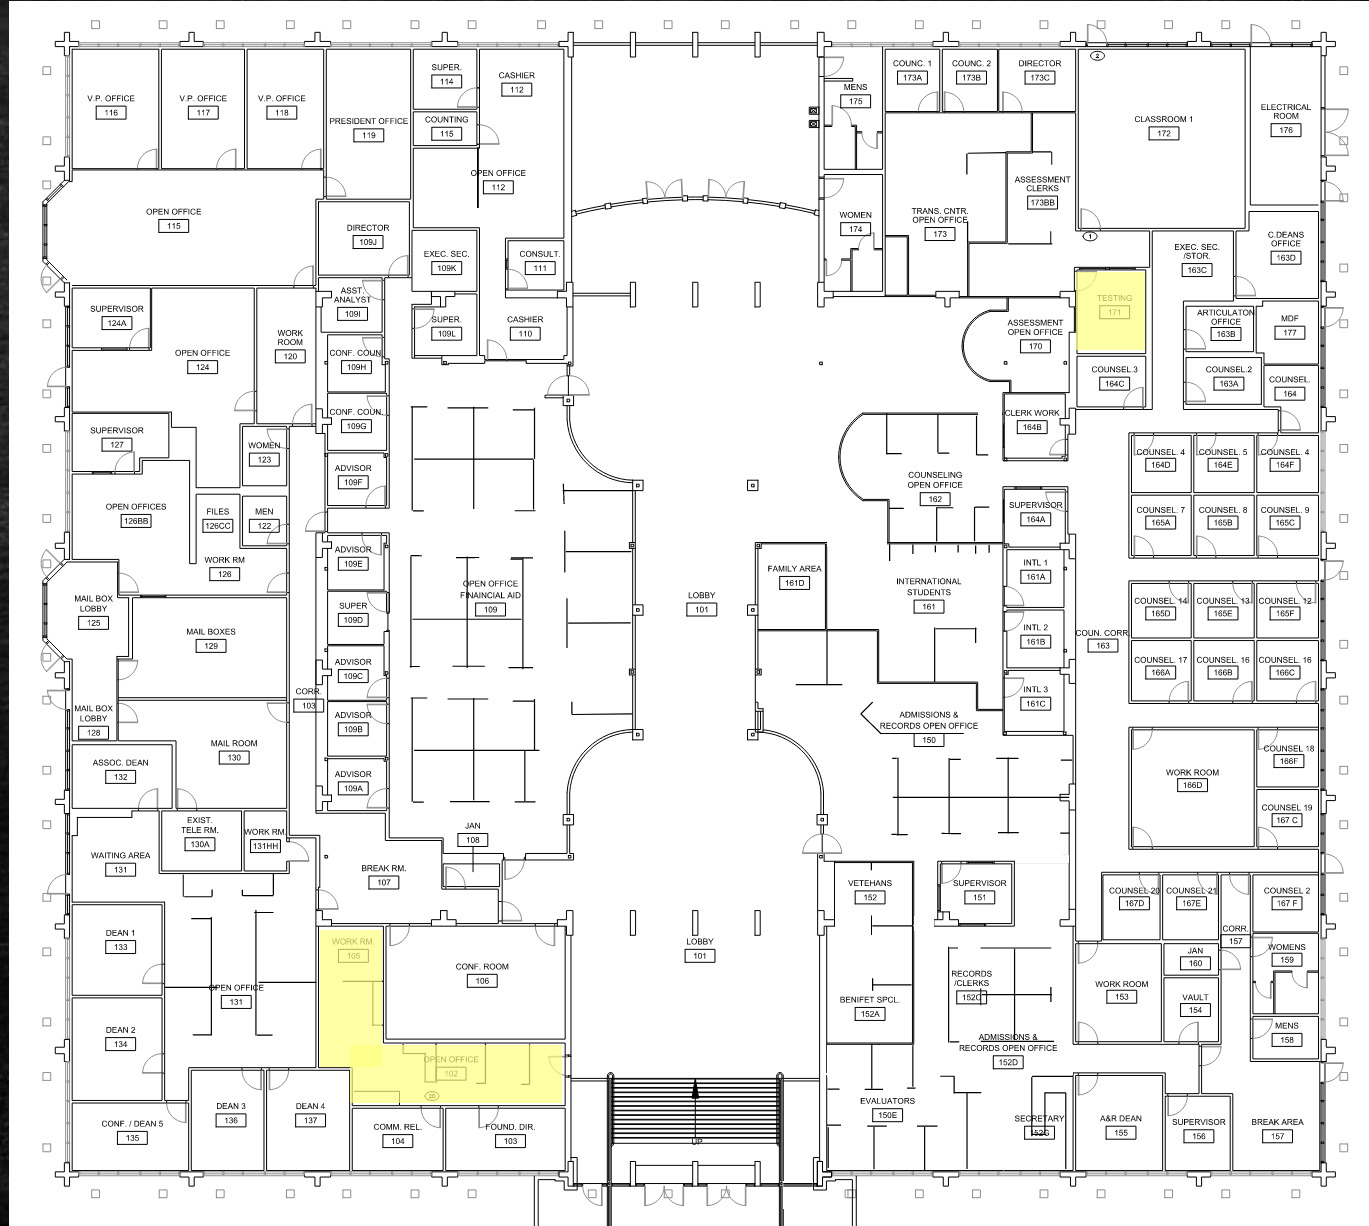 V.P. OFFICE
116
V.P. OFFICE
117
V.P. OFFICE
118
PRESIDENT OFFICE
119
SUPER.
114
COUNTING
115
CASHIER
112
OPEN OFFICE
112
OPEN OFFICE
115
DIRECTOR
109J
EXEC. SEC.
109K
CONSULT.
111
ASST.
ANALYST
109I
SUPER.
109L
CASHIER
110
SUPERVISOR
124A
OPEN OFFICE
124
WORK
ROOM
120
CONF. COUN.
109H
CONF. COUN.
109G
SUPERVISOR
127
WOMEN
123
ADVISOR
109F
OPEN OFFICES
126BB
FILES
126CC
MEN
122
WORK RM
126
ADVISOR
109E
OPEN OFFICE
FINANCIAL AID
109
MAIL BOX
LOBBY
125
MAIL BOXES
129
SUPER
109D
ADVISOR
109C
CORR.
103
MAIL BOX
LOBBY
128
MAIL ROOM
130
ADVISOR
109B
ASSOC. DEAN
132
ADVISOR
109A
EXIST.
TELE RM.
130A
WORK RM.
131HH
JAN
108
WAITING AREA
131
BREAK RM.
107
DEAN 1
133
OPEN OFFICE
131
WORK RM.
105
CONF. ROOM
106
DEAN 2
134
OPEN OFFICE
102
20
CONF. / DEAN 5
135
DEAN 3
136
DEAN 4
137
COMM. REL.
104
FOUND. DIR.
103
LOBBY
101
LOBBY
101
UP
MENS
175
COUNC. 1
173A
COUNC. 2
173B
DIRECTOR
173C
2
CLASSROOM 1
172
ELECTRICAL
ROOM
176
ASSESSMENT
CLERKS
173BB
WOMEN
174
TRANS. CNTR.
OPEN OFFICE
173
1
EXEC. SEC.
/STOR.
163C
C.DEANS
OFFICE
163D
TESTING
171
ASSESSMENT
OPEN OFFICE
170
ARTICULATON
OFFICE
163B
MDF
177
COUNSEL.3
164C
COUNSEL.2
163A
COUNSEL.
164
CLERK WORK
164B
COUNSEL. 4
164D
COUNSEL. 5
164E
COUNSEL. 4
164F
COUNSELING
OPEN OFFICE
162
SUPERVISOR
164A
COUNSEL. 7
165A
COUNSEL. 8
165B
COUNSEL. 9
165C
FAMILY AREA
161D
INTERNATIONAL
STUDENTS
161
INTL 1
161A
INTL 2
161B
COUN. CORR.
163
COUNSEL. 14
165D
COUNSEL. 13
165E
COUNSEL. 12
165F
COUNSEL. 17
166A
COUNSEL. 16
166B
COUNSEL. 16
166C
INTL 3
161C
ADMISSIONS &
RECORDS OPEN OFFICE
150
WORK ROOM
166D
COUNSEL 18
166F
COUNSEL 19
167 C
VETEHANS
152
SUPERVISOR
151
COUNSEL 20
167D
COUNSEL 21
167E
COUNSEL 2
167 F
CORR.
157
RECORDS
/CLERKS
152C
BENIFET SPCL.
152A
WORK ROOM
153
JAN
160
WOMENS
159
VAULT
154
MENS
158
ADMISSIONS &
RECORDS OPEN OFFICE
152D
EVALUATORS
150E
SECRETARY
152G
A&R DEAN
155
SUPERVISOR
156
BREAK AREA
157